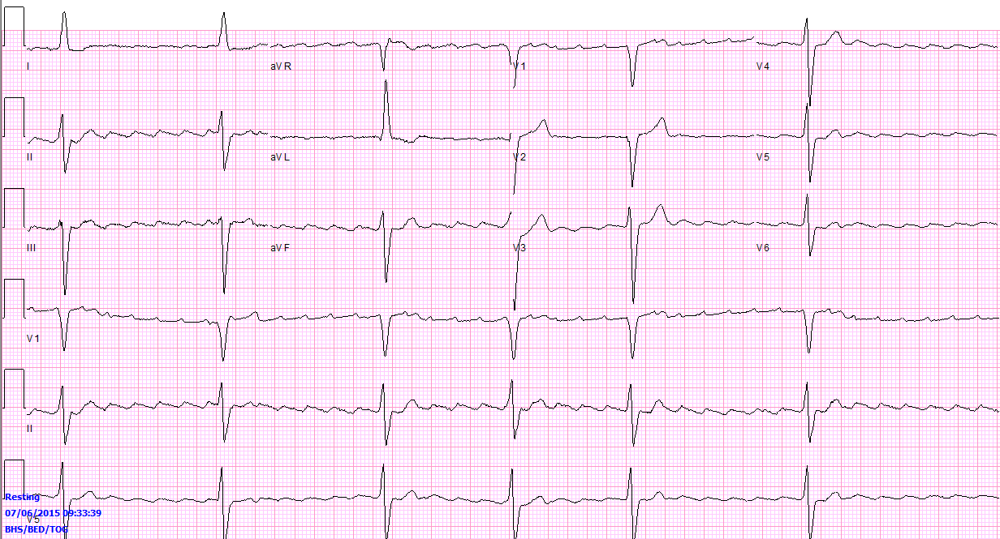 I aVR V1 V4
II aVL V2 V5
III aVF V3 V6
V1
II
V5
Resting
07/06/2015 09:33:39
BHS/BED/TOG